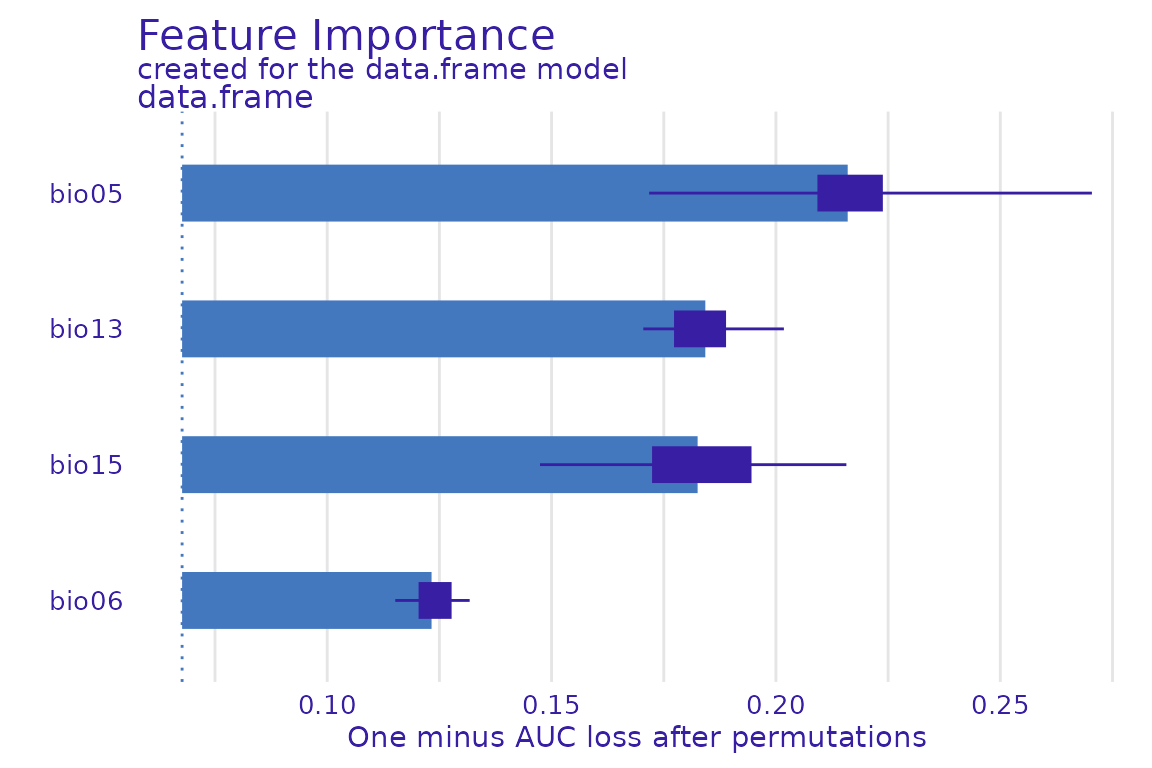 Feature Importance
created for the data.frame model
data.frame
bio05
bio13
bio15
bio06
0.10 0.15 0.20 0.25
One minus AUC loss after permutations